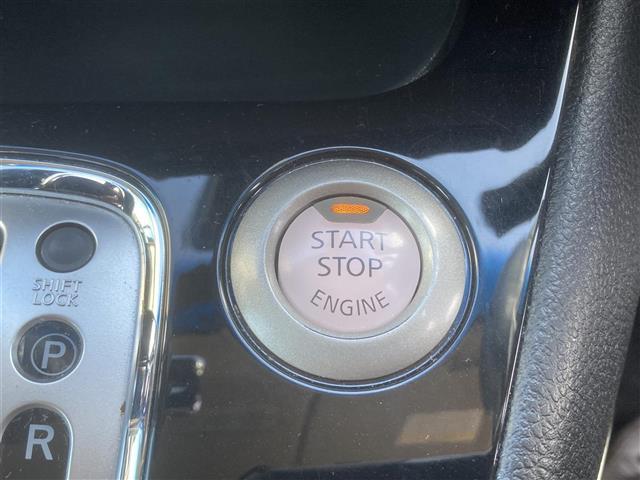 START
STOP
ENGINE
SHIFT
LOCK
P
R